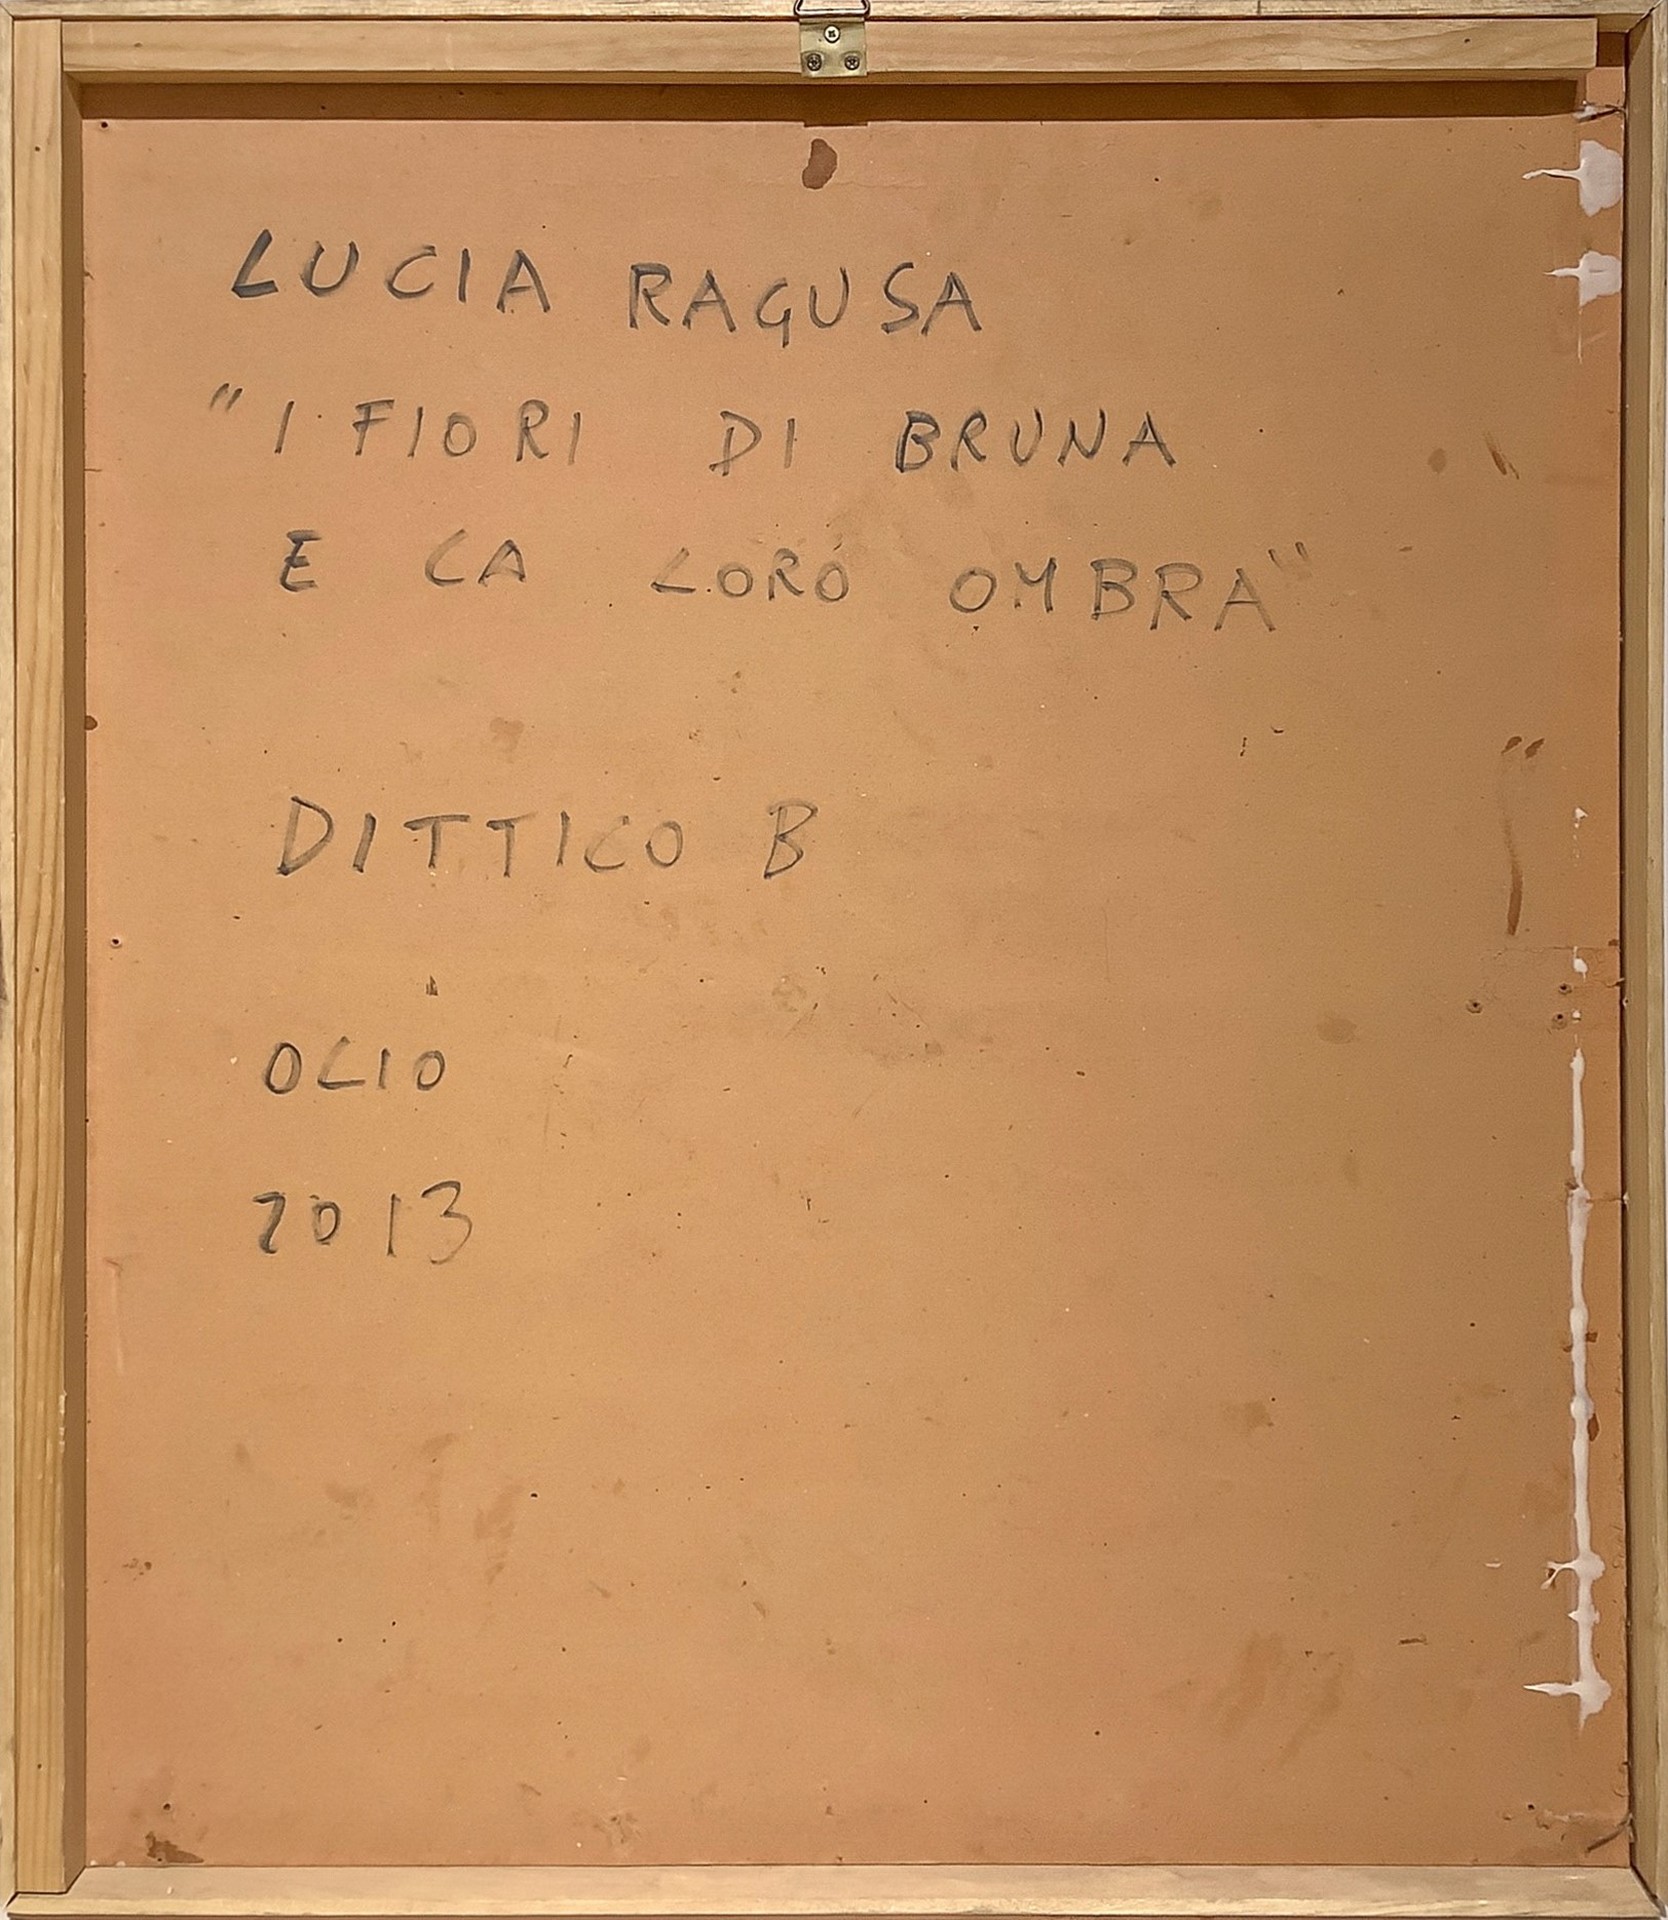 LUCIA RAGUSA
"I FIORI DI BRUNA
E LA LORO OMBRA"
DITTICO B
OLIO
2013